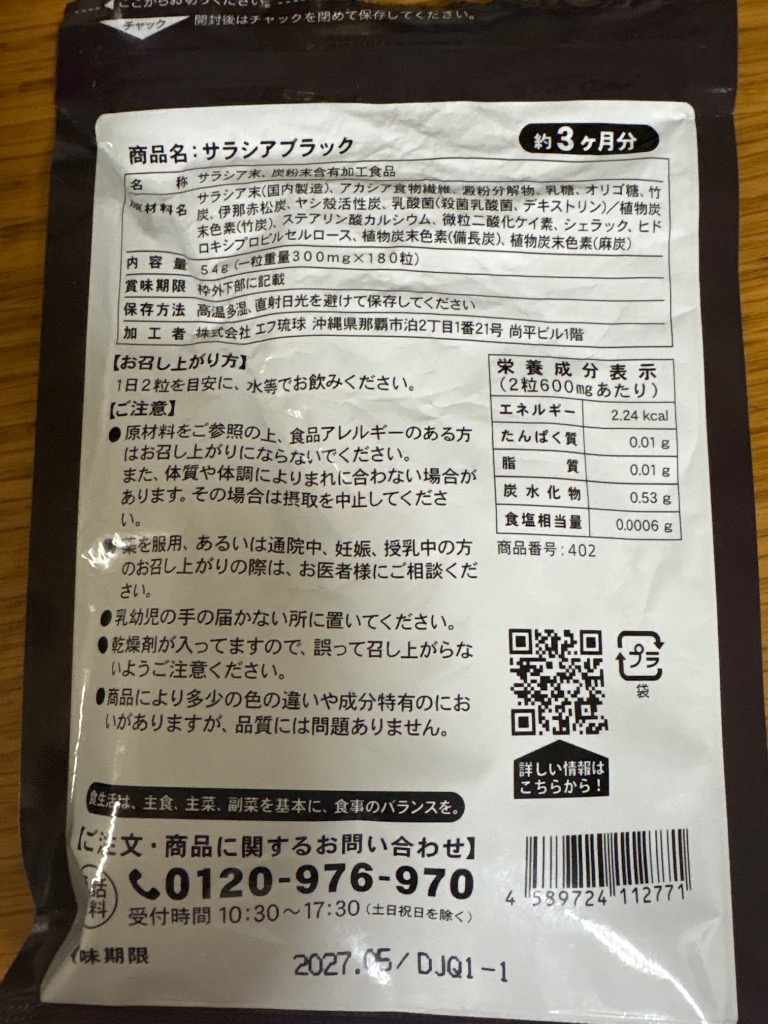 ここからお切りください。
チャック
開封後はチャックを閉めて保存してください。
商品名：サラシアブラック
約3ヶ月分
名 称 サラシア末、炭粉末含有加工食品
原材料名 サラシア末(国内製造)、アカシア食物繊維、澱粉分解物、乳糖、オリゴ糖、竹
炭、伊那赤松炭、ヤシ殻活性炭、乳酸菌(殺菌乳酸菌、デキストリン)／植物炭
末色素(竹炭)、ステアリン酸カルシウム、微粒二酸化ケイ素、シェラック、ヒド
ロキシプロピルセルロース、植物炭末色素(備長炭)、植物炭末色素(麻炭)
内容量 54g(一粒重量300mg×180粒)
賞味期限 枠外下部に記載
保存方法 高温多湿、直射日光を避けて保存してください
加工者 株式会社エフ琉球 沖縄県那覇市泊2丁目1番21号 尚平ビル1階
【お召し上がり方】
1日2粒を目安に、水等でお飲みください。
【ご注意】
●原材料をご参照の上、食品アレルギーのある方
はお召し上がりにならないでください。
また、体質や体調によりまれに合わない場合が
あります。その場合は摂取を中止してくださ
い。
●薬を服用、あるいは通院中、妊娠、授乳中の方
のお召し上がりの際は、お医者様にご相談くだ
さい。
●乳幼児の手の届かない所に置いてください。
●乾燥剤が入ってますので、誤って召し上がらな
いようご注意ください。
●商品により多少の色の違いや成分特有のにお
いがありますが、品質には問題ありません。
栄養成分表示
(2粒600mgあたり)
エネルギー 2.24 kcal
たんぱく質 0.01 g
脂 質 0.01 g
炭水化物 0.53 g
食塩相当量 0.0006 g
商品番号：402
プラ
袋
詳しい情報は
こちらから！
食生活は、主食、主菜、副菜を基本に、食事のバランスを。
【ご注文・商品に関するお問い合わせ】
通話
無料
0120-976-970
受付時間 10:30～17:30(土日祝日を除く)
4 589724 112771
賞味期限
2027.05/DJQ1-1